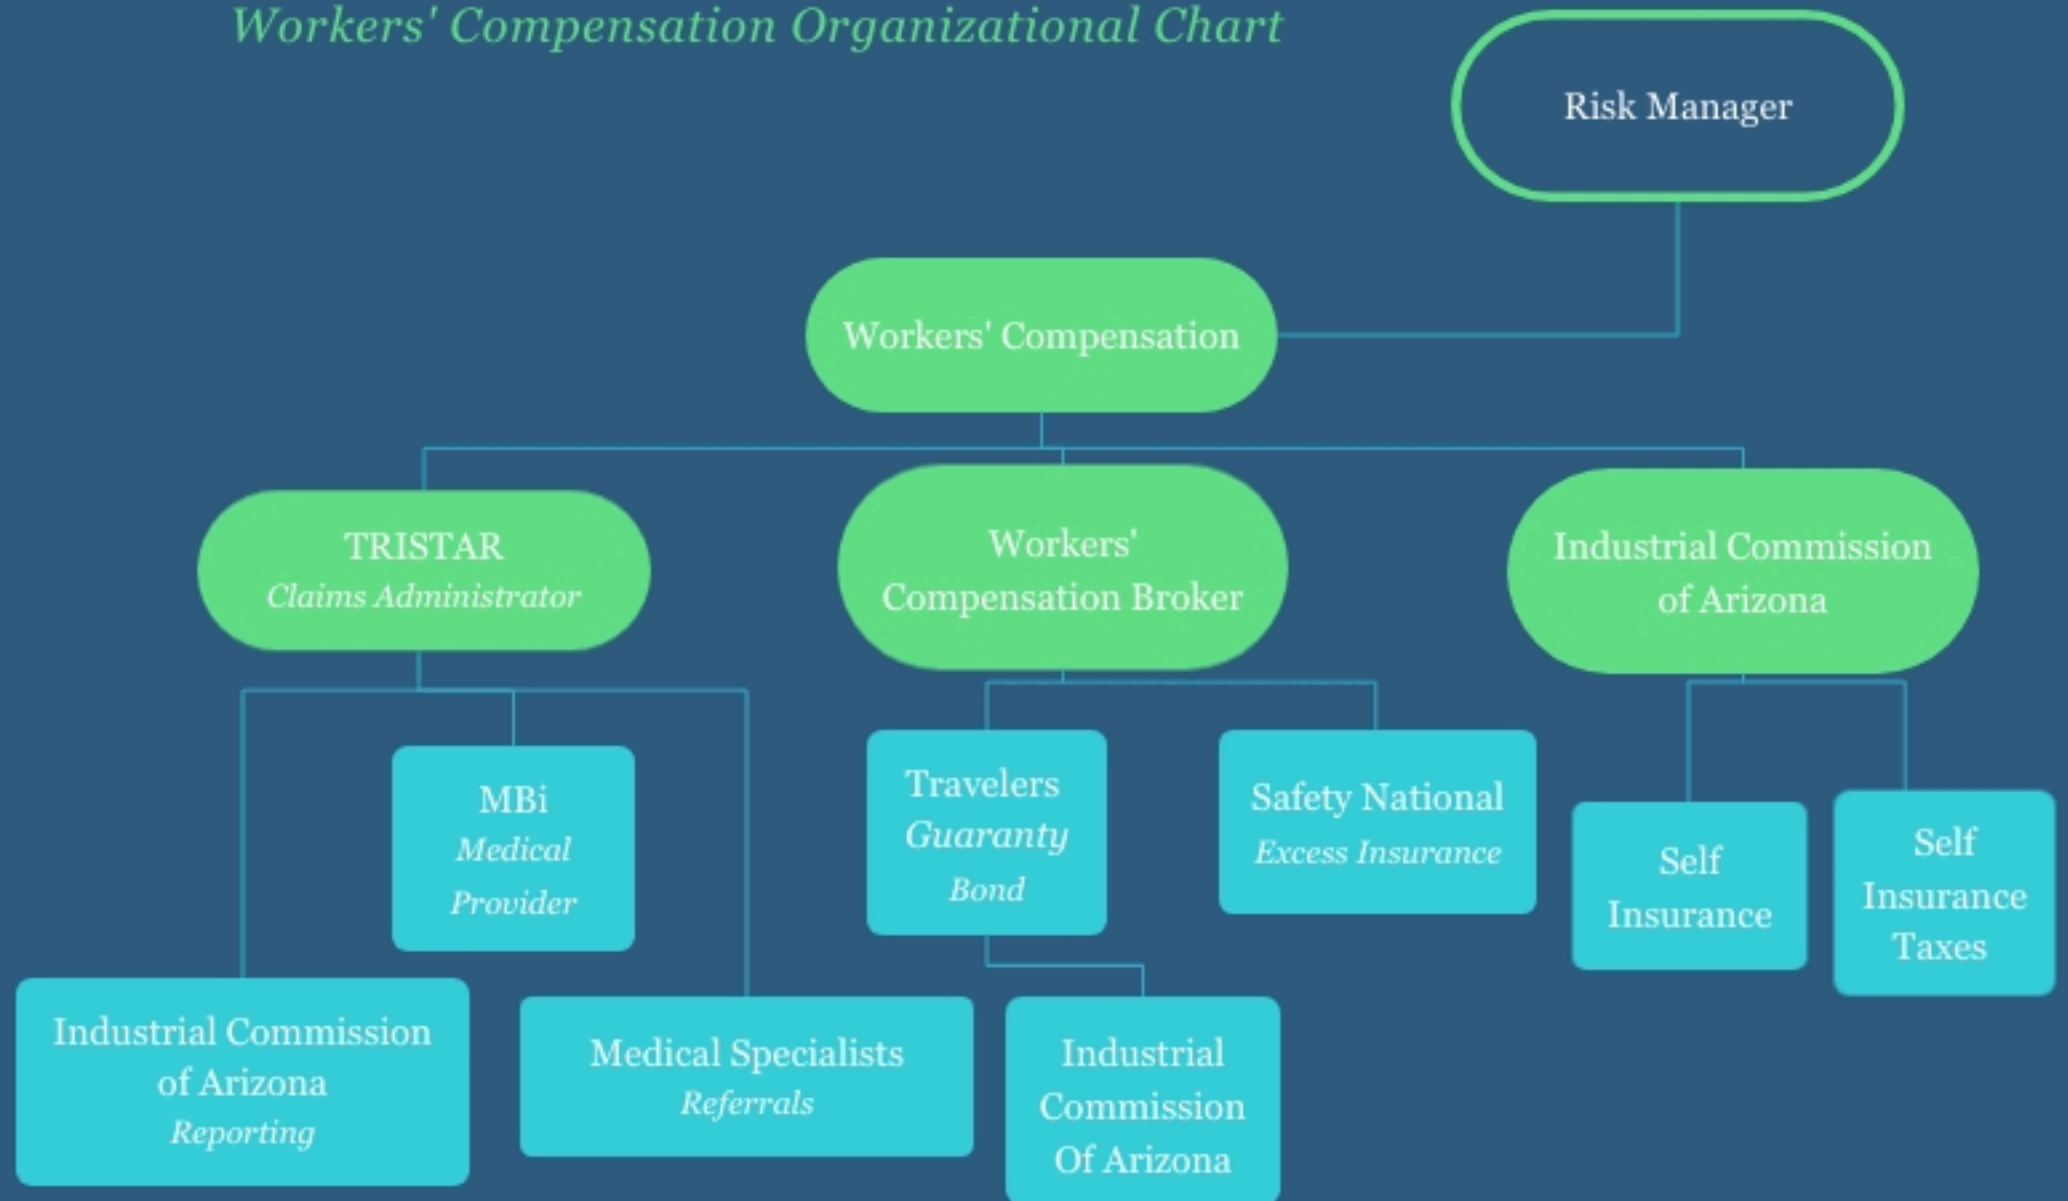 Workers' Compensation Organizational Chart
Risk Manager
Workers' Compensation
TRISTAR
Claims Administrator
Workers'
Compensation Broker
Industrial Commission
of Arizona
MBi
Medical
Provider
Travelers
Guaranty
Bond
Safety National
Excess Insurance
Self
Insurance
Self
Insurance
Taxes
Industrial Commission
of Arizona
Reporting
Medical Specialists
Referrals
Industrial
Commission
Of Arizona